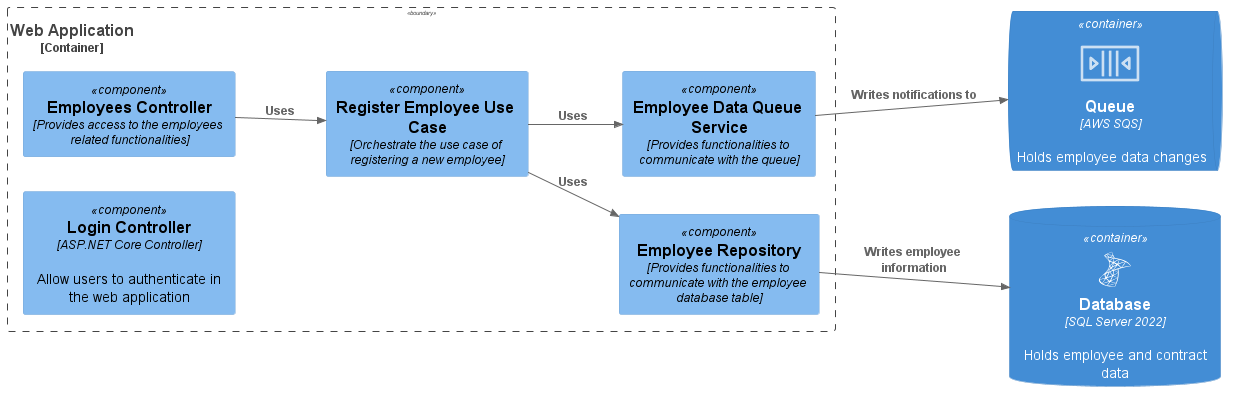 «boundary»
Web Application
[Container]
«component»
Employees Controller
[Provides access to the employees
related functionalities]
Uses
«component»
Register Employee Use
Case
[Orchestrate the use case of
registering a new employee]
Uses
«component»
Employee Data Queue
Service
[Provides functionalities to
communicate with the queue]
Writes notifications to
«container»
Queue
[AWS SQS]
Holds employee data changes
«component»
Login Controller
[ASP.NET Core Controller]
Allow users to authenticate in
the web application
Uses
«component»
Employee Repository
[Provides functionalities to
communicate with the employee
database table]
Writes employee
information
«container»
Database
[SQL Server 2022]
Holds employee and contract
data